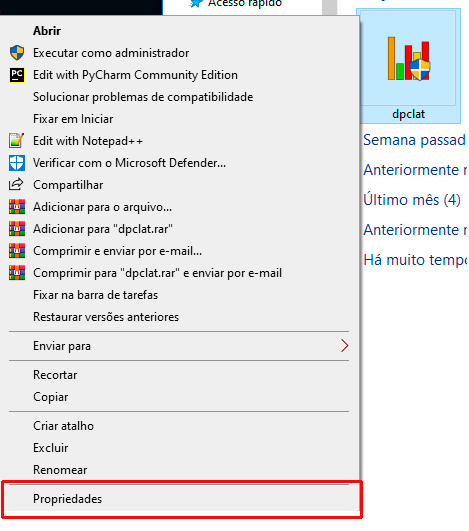 Acesso rápido
Abrir
Executar como administrador
Edit with PyCharm Community Edition
Solucionar problemas de compatibilidade
Fixar em Iniciar
Edit with Notepad++
Verificar com o Microsoft Defender...
Compartilhar
Adicionar para o arquivo...
Adicionar para "dpclat.rar"
Comprimir e enviar por e-mail...
Comprimir para "dpclat.rar" e enviar por e-mail
Fixar na barra de tarefas
Restaurar versões anteriores
Enviar para
Recortar
Copiar
Criar atalho
Excluir
Renomear
Propriedades
dpclat
Semana passad
Anteriormente n
Último mês (4)
Anteriormente n
Há muito tempo